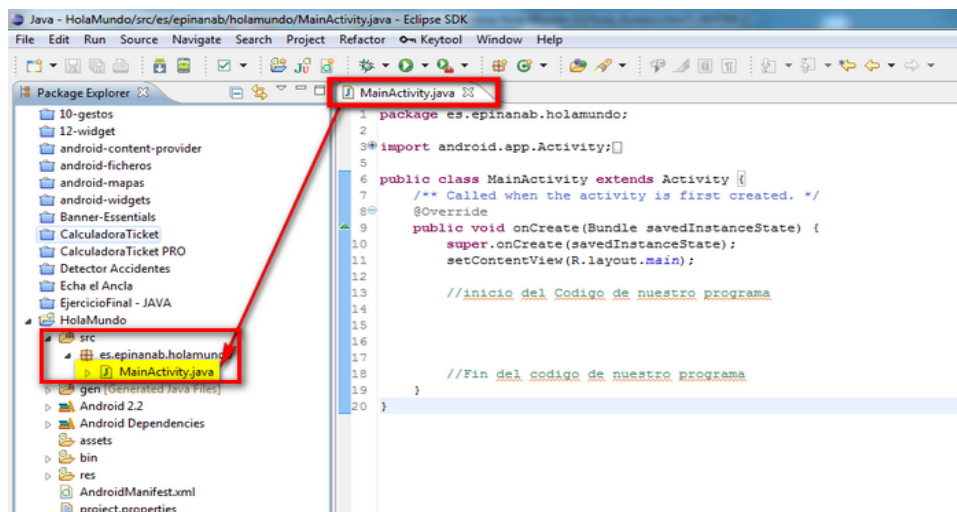 Java - HolaMundo/src/es/epinanab/holamundo/MainActivity.java - Eclipse SDK
File Edit Run Source Navigate Search Project Refactor Keytool Window Help
Package Explorer
10-gestos
12-widget
android-content-provider
android-ficheros
android-mapas
android-widgets
Banner-Essentials
CalculadoraTicket
CalculadoraTicket PRO
Detector Accidentes
Echa el Ancla
EjercicioFinal - JAVA
HolaMundo
src
es.epinanab.holamundo
MainActivity.java
gen [Generated Java Files]
Android 2.2
Android Dependencies
assets
bin
res
AndroidManifest.xml
project.properties
MainActivity.java
1 package es.epinanab.holamundo;
2
3 import android.app.Activity;
5
6 public class MainActivity extends Activity {
7 /** Called when the activity is first created. */
8 @Override
9 public void onCreate(Bundle savedInstanceState) {
10 super.onCreate(savedInstanceState);
11 setContentView(R.layout.main);
12
13 //inicio del Codigo de nuestro programa
14
15
16
17
18 //Fin del codigo de nuestro programa
19 }
20 }